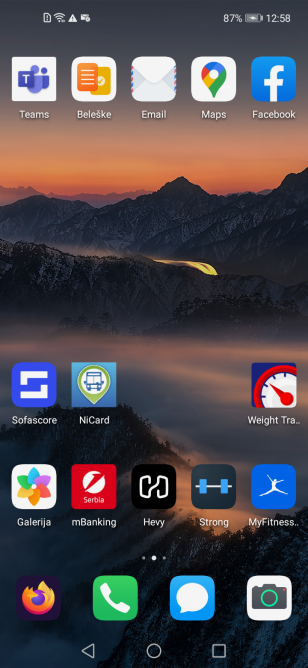 87% 12:58
Teams Beleške Email Maps Facebook
Sofascore NiCard Weight Tra..
Serbia
Galerija mBanking Hevy Strong MyFitness..